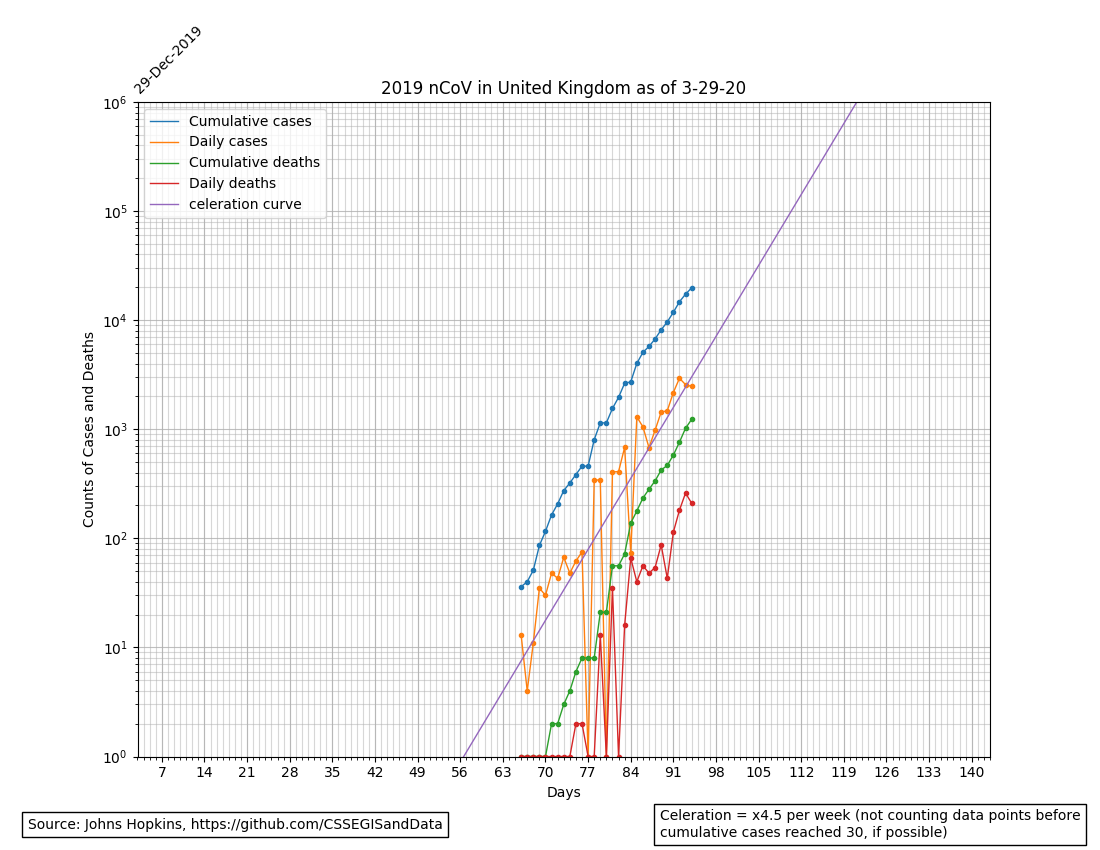 29-Dec-2019
2019 nCoV in United Kingdom as of 3-29-20
10^6
10^5
10^4
10^3
10^2
10^1
10^0
Counts of Cases and Deaths
Cumulative cases
Daily cases
Cumulative deaths
Daily deaths
celeration curve
7 14 21 28 35 42 49 56 63 70 77 84 91 98 105 112 119 126 133 140
Days
Source: Johns Hopkins, https://github.com/CSSEGISandData
Celeration = x4.5 per week (not counting data points before
cumulative cases reached 30, if possible)